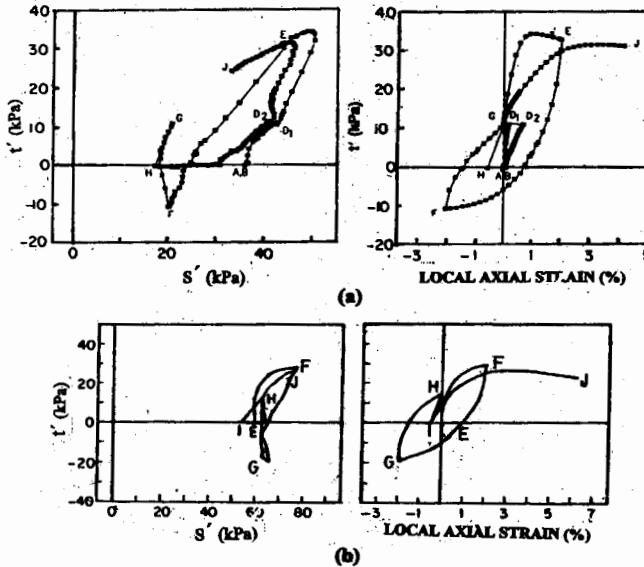 40
30
20
10
0
-10
-20
t′ (kPa)
E
J
G
D2
D1
H
A,B
F
0 20 40
S′ (kPa)
40
30
20
10
0
-10
-20
t′ (kPa)
E
J
G
D1
D2
H
A B
F
-3 -1 1 3 5
LOCAL AXIAL STRAIN (%)
(a)
40
20
0
-20
-40
t′ (kPa)
F
J
H
I
E
G
0 20 40 60 80
S′ (kPa)
F
H
J
I
E
G
-3 -1 1 3 5 7
LOCAL AXIAL STRAIN (%)
(b)